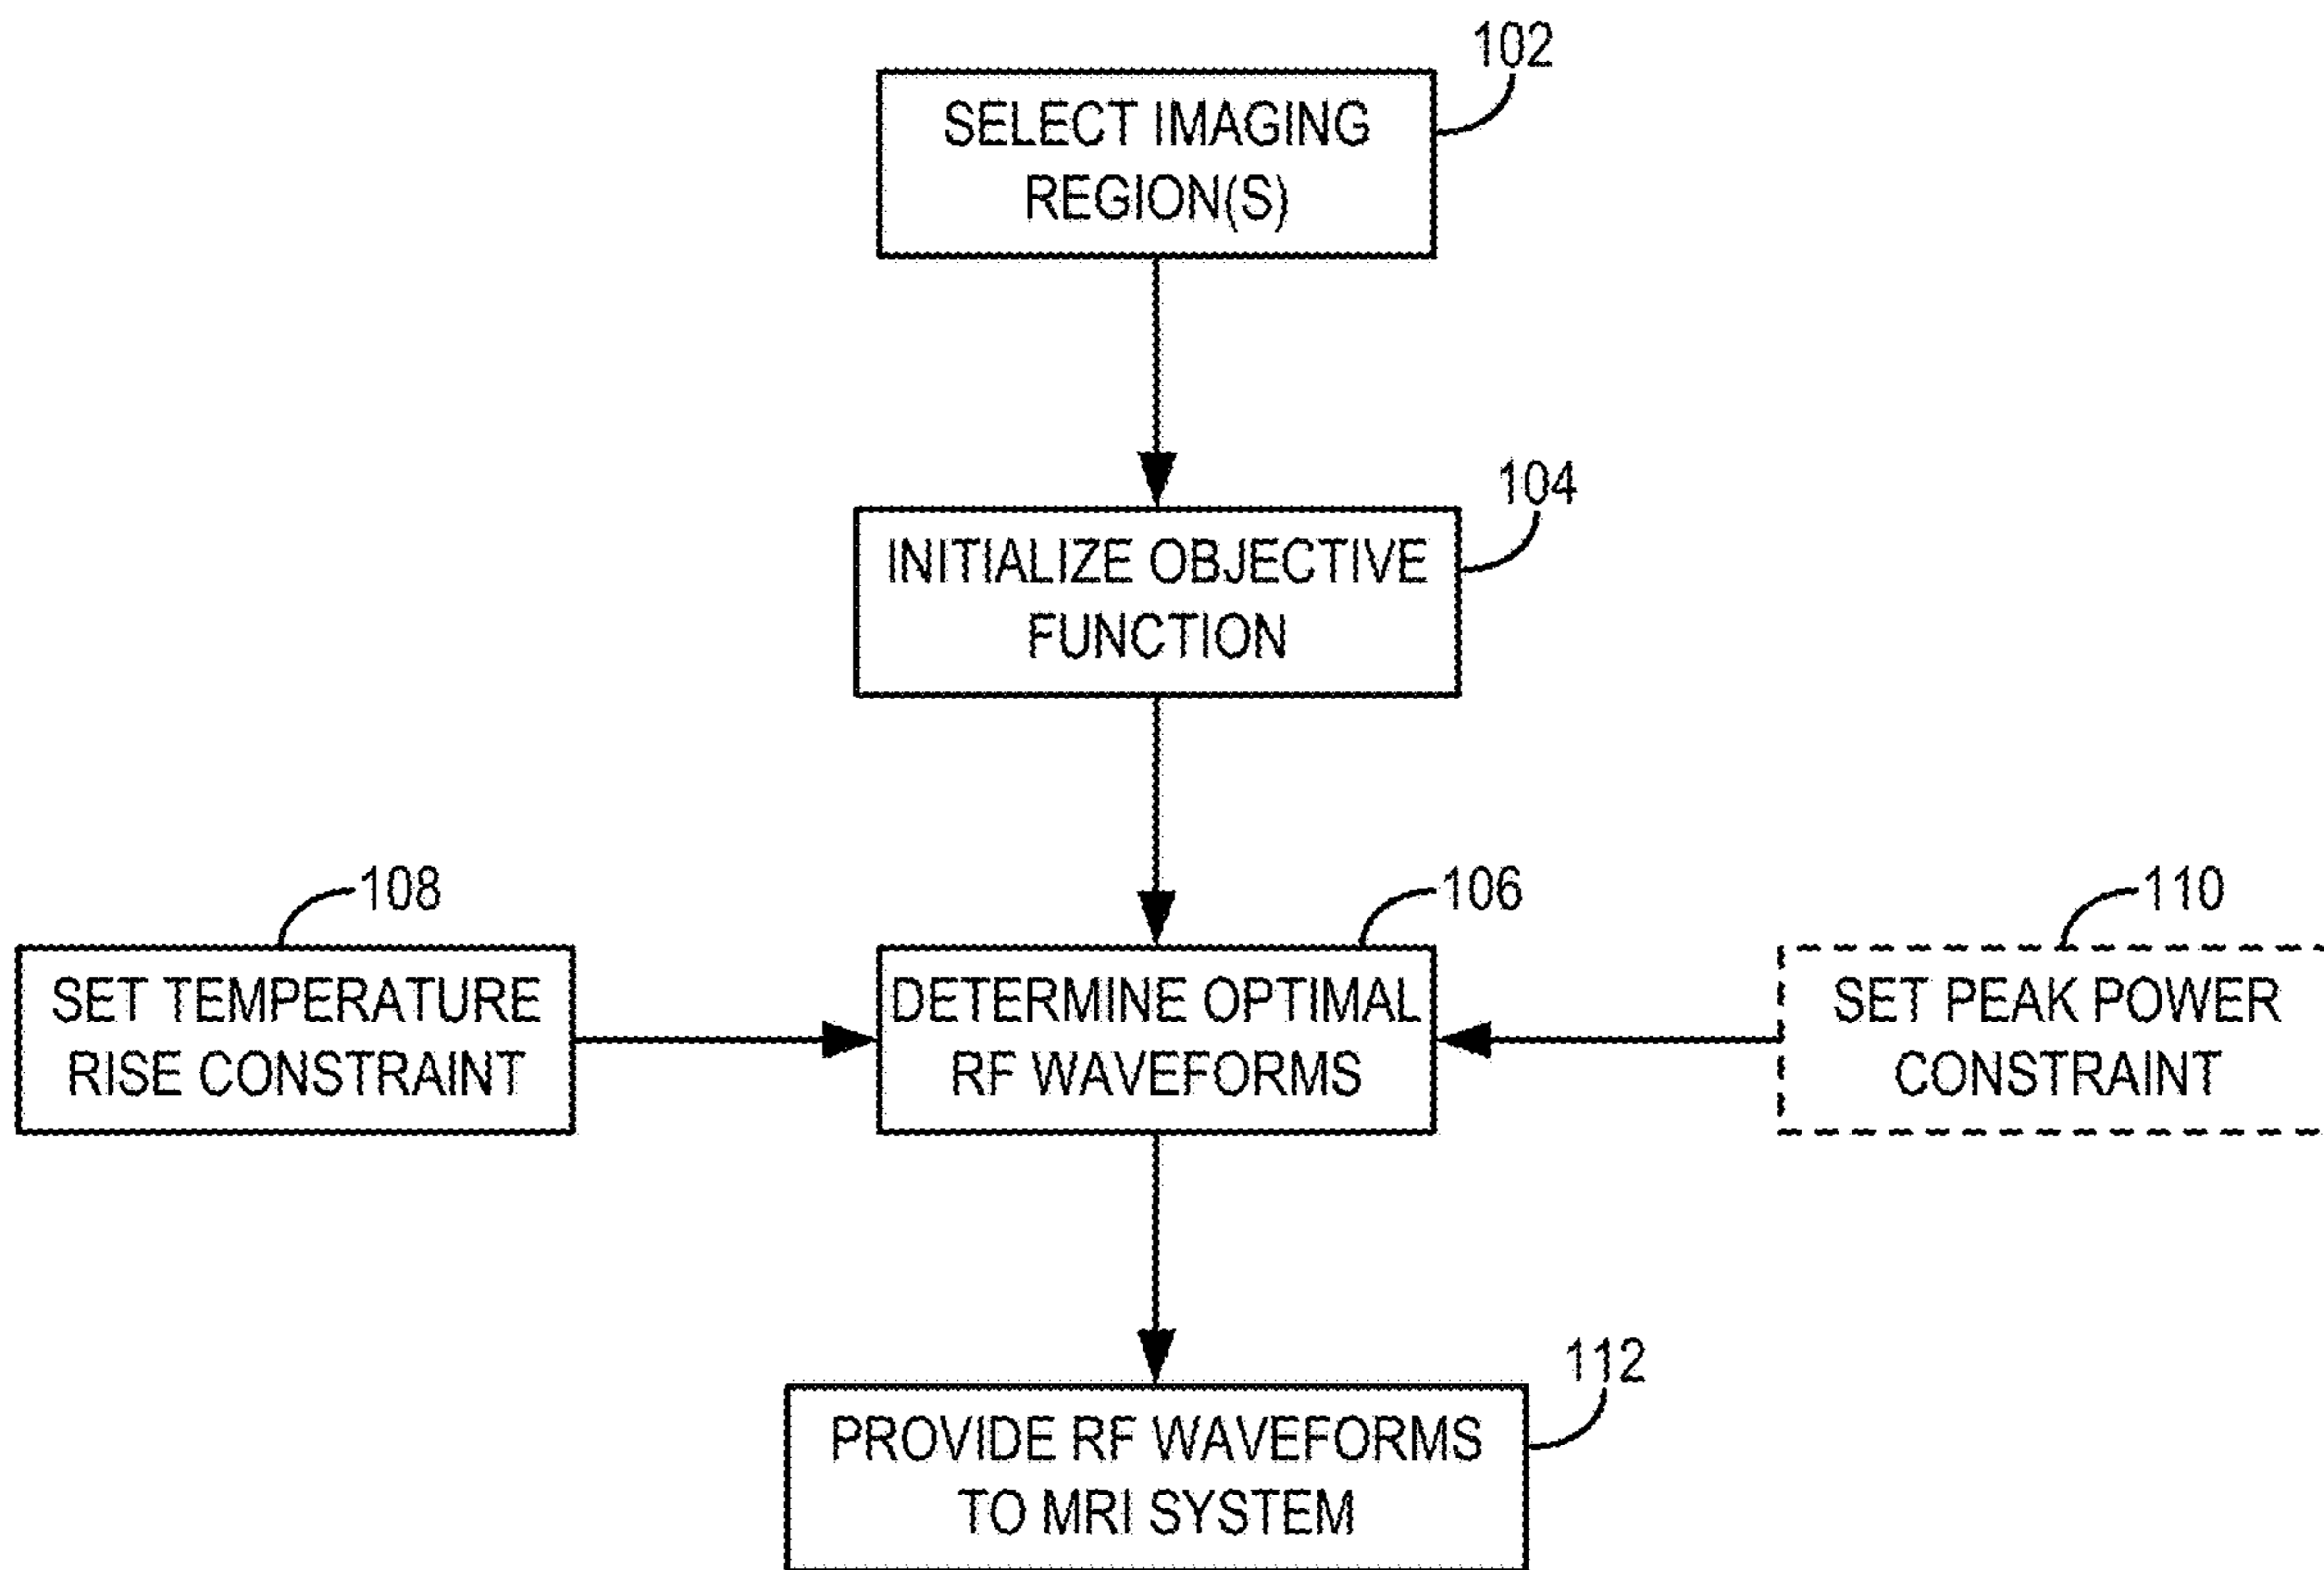 102
SELECT IMAGING
REGION(S)
104
INITIALIZE OBJECTIVE
FUNCTION
108
SET TEMPERATURE
RISE CONSTRAINT
106
DETERMINE OPTIMAL
RF WAVEFORMS
110
SET PEAK POWER
CONSTRAINT
112
PROVIDE RF WAVEFORMS
TO MRI SYSTEM